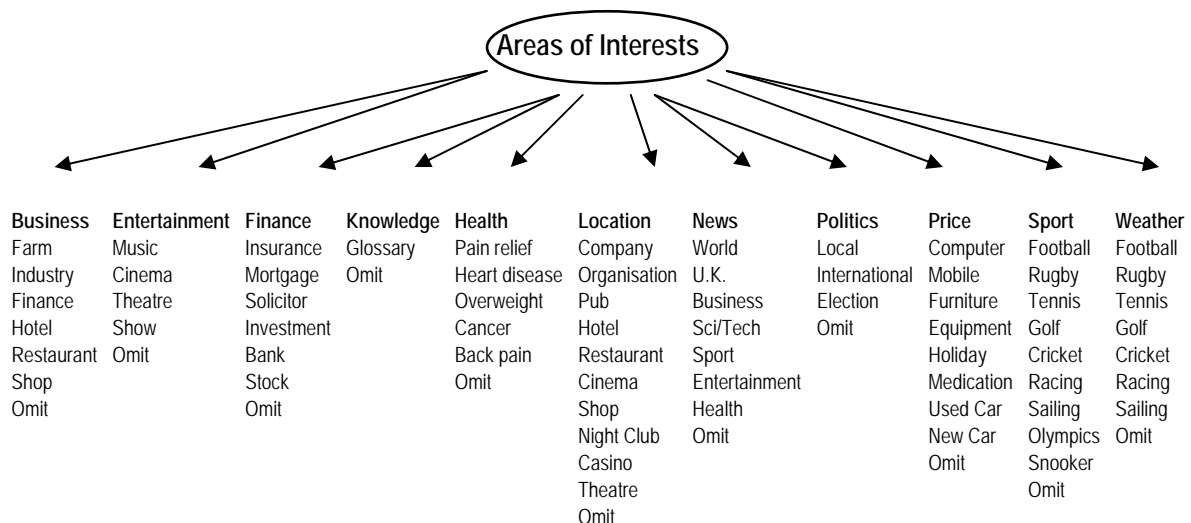 Areas of Interests
Business
Farm
Industry
Finance
Hotel
Restaurant
Shop
Omit
Entertainment
Music
Cinema
Theatre
Show
Omit
Finance
Insurance
Mortgage
Solicitor
Investment
Bank
Stock
Omit
Knowledge
Glossary
Omit
Health
Pain relief
Heart disease
Overweight
Cancer
Back pain
Omit
Location
Company
Organisation
Pub
Hotel
Restaurant
Cinema
Shop
Night Club
Casino
Theatre
Omit
News
World
U.K.
Business
Sci/Tech
Sport
Entertainment
Health
Omit
Politics
Local
International
Election
Omit
Price
Computer
Mobile
Furniture
Equipment
Holiday
Medication
Used Car
New Car
Omit
Sport
Football
Rugby
Tennis
Golf
Cricket
Racing
Sailing
Olympics
Snooker
Omit
Weather
Football
Rugby
Tennis
Golf
Cricket
Racing
Sailing
Omit